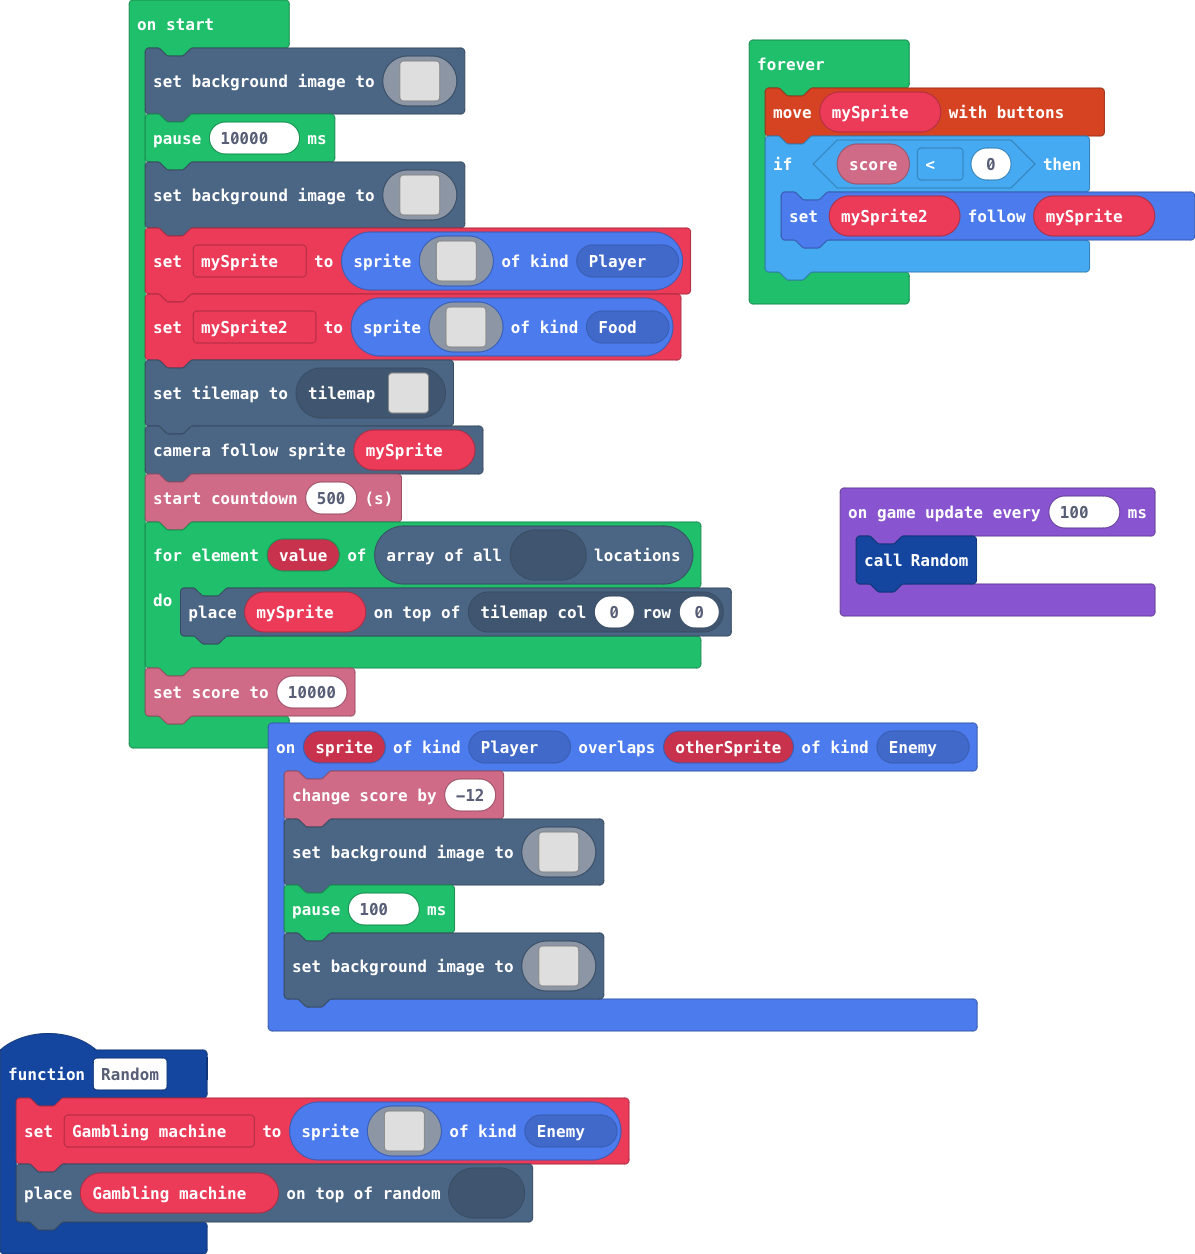 on start
set background image to
pause 10000 ms
set background image to
set mySprite to sprite of kind Player
set mySprite2 to sprite of kind Food
set tilemap to tilemap
camera follow sprite mySprite
start countdown 500 (s)
for element value of array of all locations
do place mySprite on top of tilemap col 0 row 0
set score to 10000
forever
move mySprite with buttons
if score < 0 then
set mySprite2 follow mySprite
on game update every 100 ms
call Random
on sprite of kind Player overlaps otherSprite of kind Enemy
change score by −12
set background image to
pause 100 ms
set background image to
function Random
set Gambling machine to sprite of kind Enemy
place Gambling machine on top of random